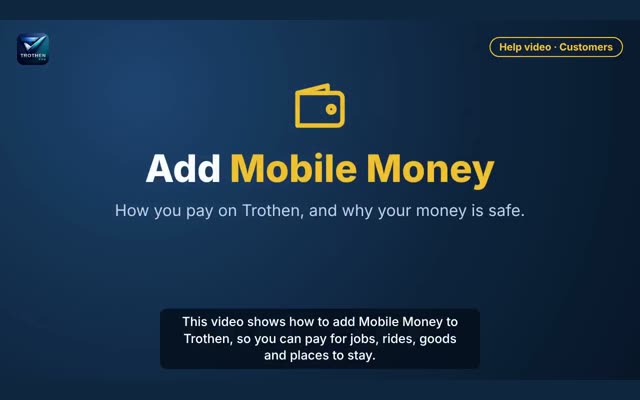 TROTHEN
Help video · Customers
Add Mobile Money
How you pay on Trothen, and why your money is safe.
This video shows how to add Mobile Money to
Trothen, so you can pay for jobs, rides, goods
and places to stay.